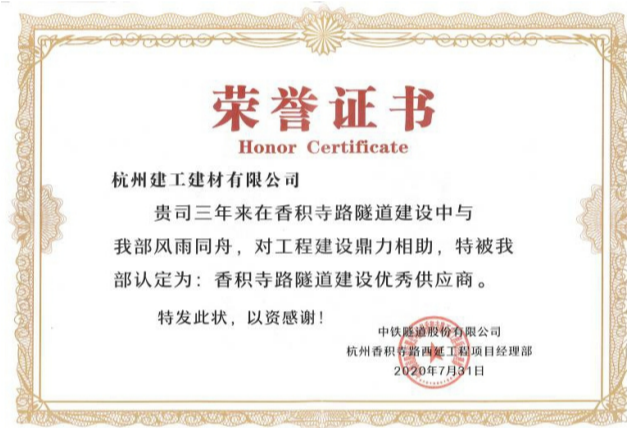 荣誉证书
Honor Certificate
杭州建工建材有限公司
贵司三年来在香积寺路隧道建设中与
我部风雨同舟，对工程建设鼎力相助，特被我
部认定为：香积寺路隧道建设优秀供应商。
特发此状，以资感谢！
中铁隧道股份有限公司
杭州香积寺路西延工程项目经理部
2020年7月31日